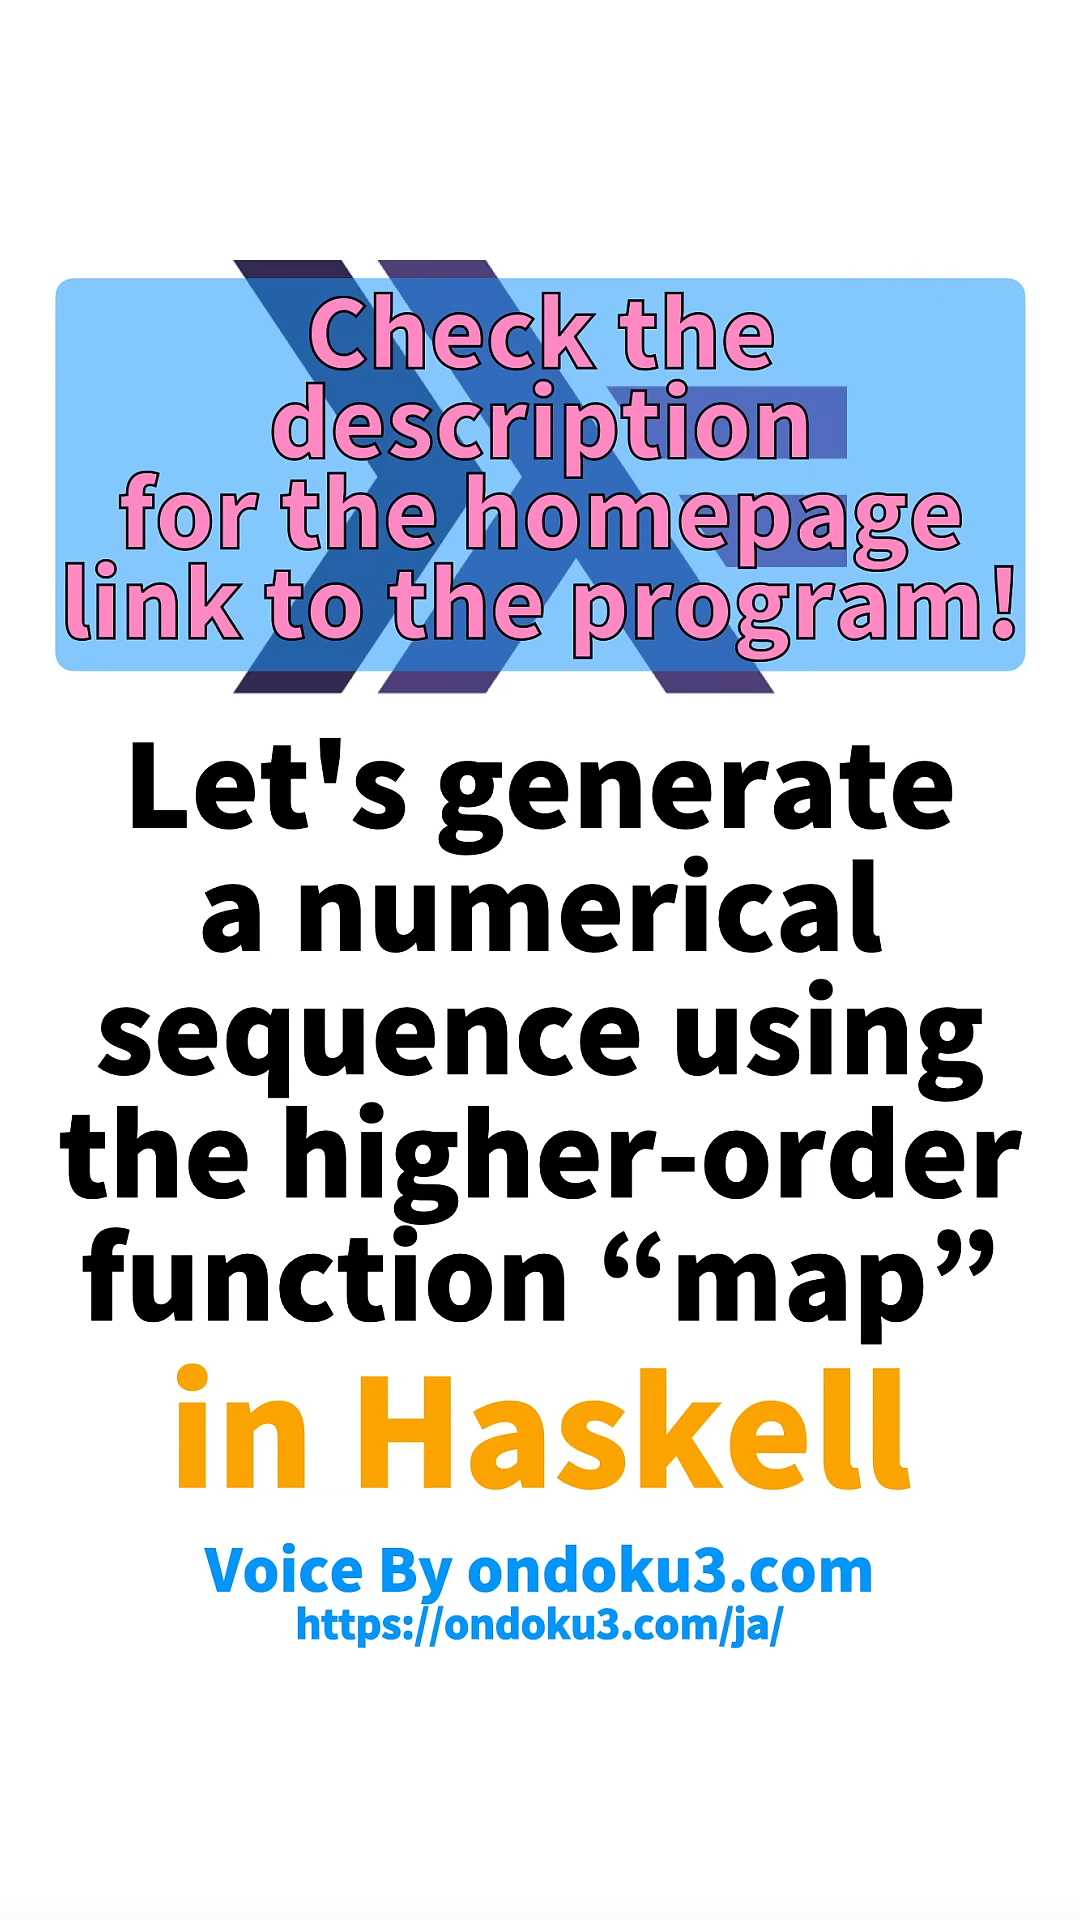 Check the
description
for the homepage
link to the program!
Let's generate
a numerical
sequence using
the higher-order
function “map”
in Haskell
Voice By ondoku3.com
https://ondoku3.com/ja/